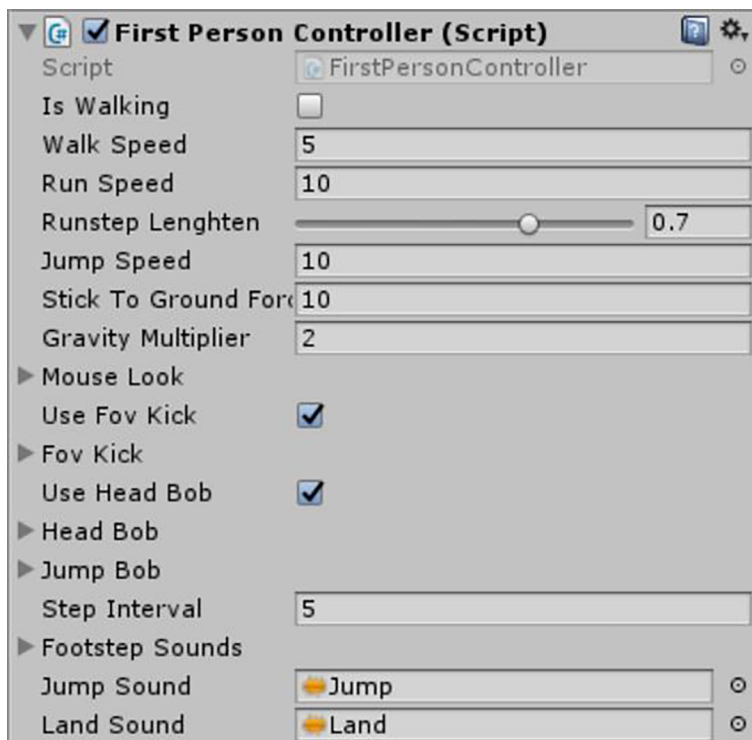 First Person Controller (Script)
Script FirstPersonController
Is Walking
Walk Speed 5
Run Speed 10
Runstep Lenghten 0.7
Jump Speed 10
Stick To Ground Forc 10
Gravity Multiplier 2
Mouse Look
Use Fov Kick
Fov Kick
Use Head Bob
Head Bob
Jump Bob
Step Interval 5
Footstep Sounds
Jump Sound Jump
Land Sound Land